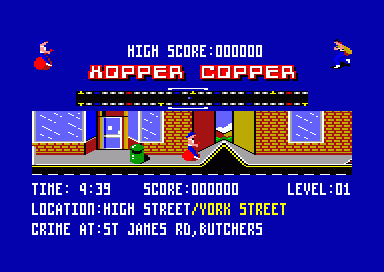 HIGH SCORE:000000
HOPPER COPPER
TIME: 4:39 SCORE:000000 LEVEL:01
LOCATION:HIGH STREET/YORK STREET
CRIME AT:ST JAMES RD,BUTCHERS